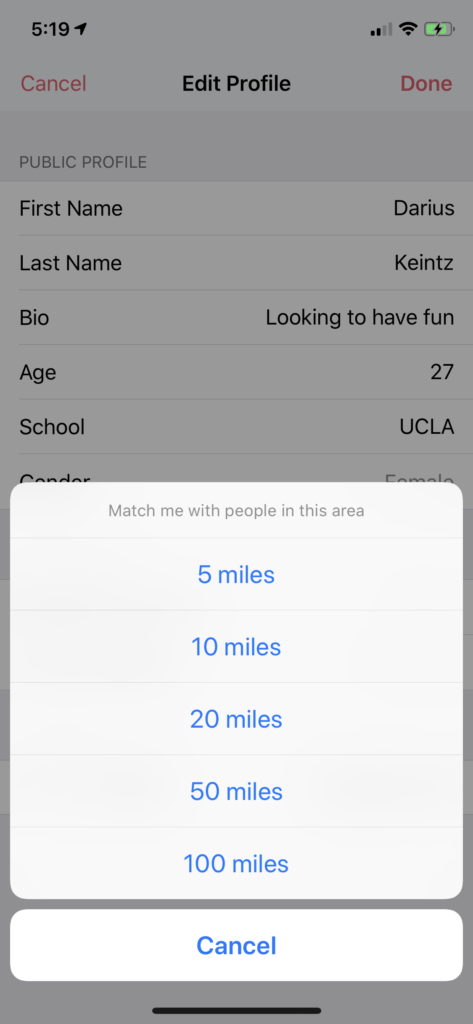 5:19
Cancel Edit Profile Done
PUBLIC PROFILE
First Name Darius
Last Name Keintz
Bio Looking to have fun
Age 27
School UCLA
Gender Female
Match me with people in this area
5 miles
10 miles
20 miles
50 miles
100 miles
Cancel